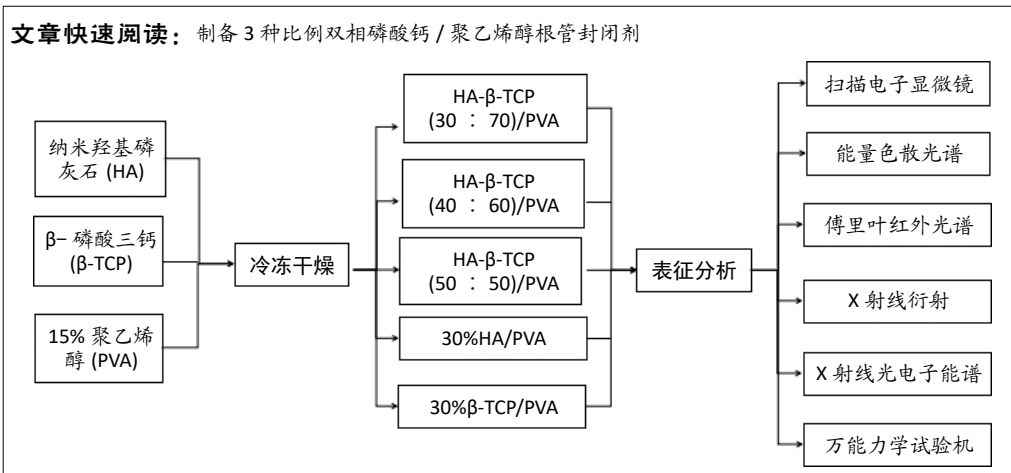 文章快速阅读：制备 3 种比例双相磷酸钙 / 聚乙烯醇根管封闭剂
纳米羟基磷
灰石 (HA)
β− 磷酸三钙
(β-TCP)
15% 聚乙烯
醇 (PVA)
冷冻干燥
HA-β-TCP
(30 ∶ 70)/PVA
HA-β-TCP
(40 ∶ 60)/PVA
HA-β-TCP
(50 ∶ 50)/PVA
30%HA/PVA
30%β-TCP/PVA
表征分析
扫描电子显微镜
能量色散光谱
傅里叶红外光谱
X 射线衍射
X 射线光电子能谱
万能力学试验机